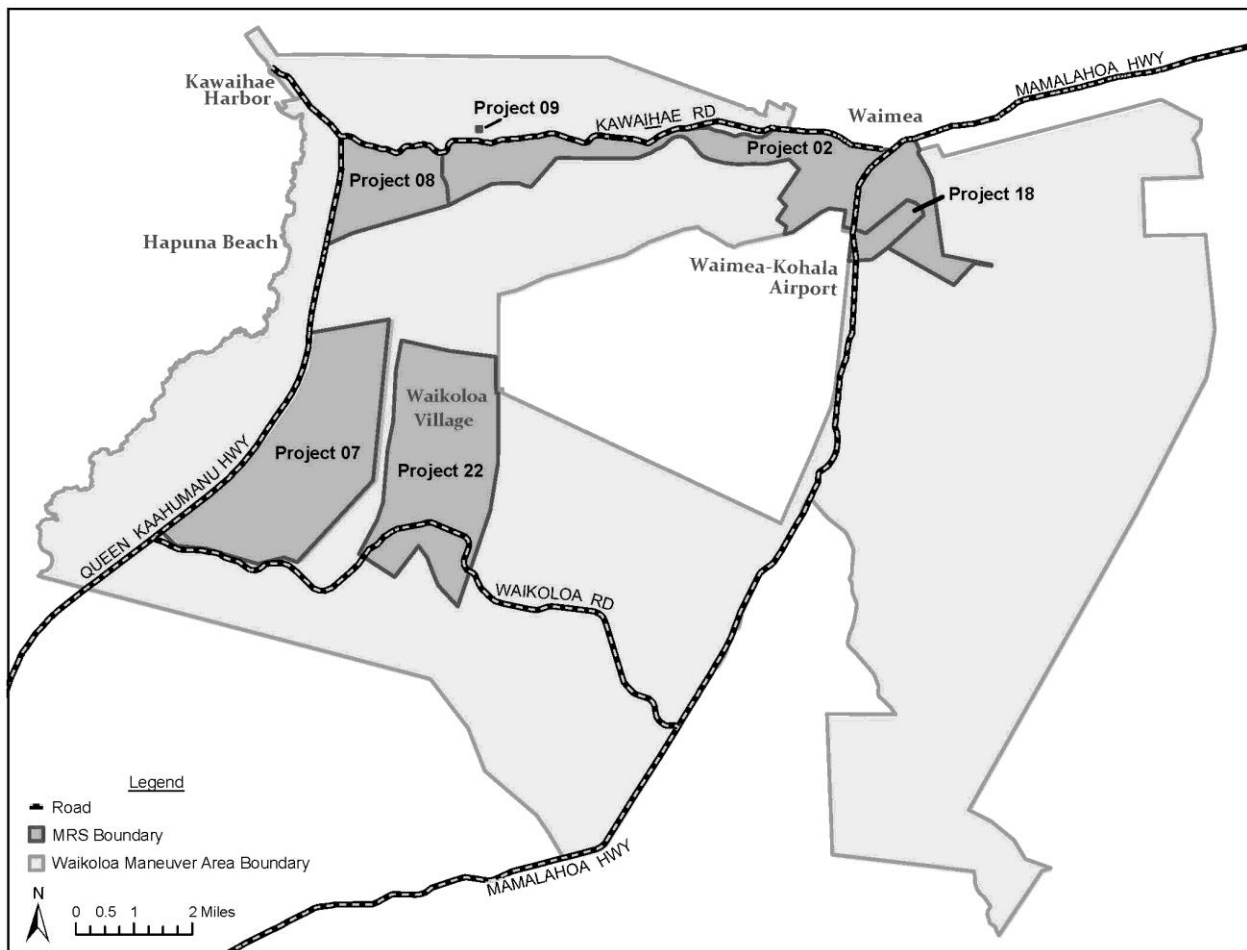 MAMALAHOA HWY
Kawaihae
Harbor
Project 09
KAWAIHAE RD
Waimea
Project 02
Project 08
Project 18
Hapuna Beach
Waimea-Kohala
Airport
Waikoloa
Village
Project 07
Project 22
QUEEN KAAHUMANU HWY
WAIKOLOA RD
MAMALAHOA HWY
Legend
Road
MRS Boundary
Waikoloa Maneuver Area Boundary
N
0 0.5 1 2 Miles